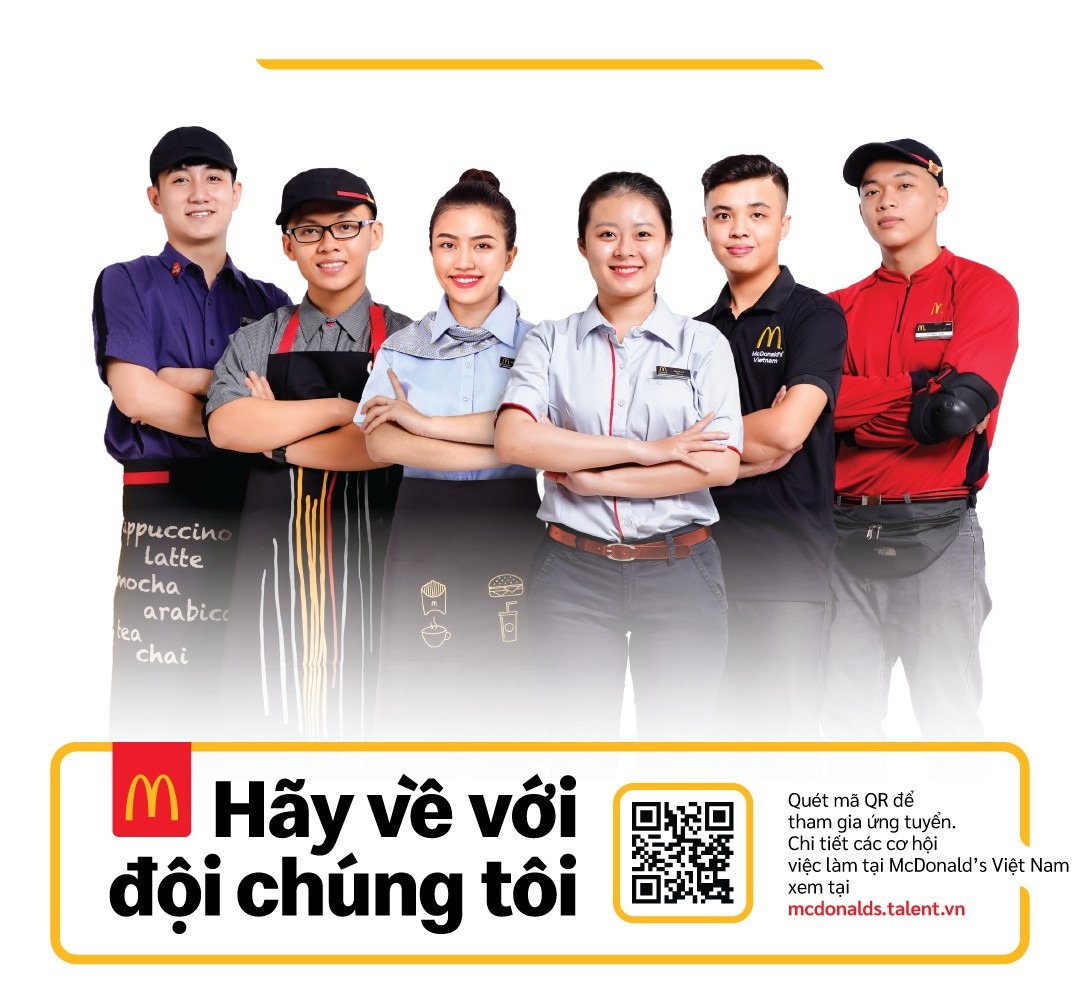 McDonald's
Vietnam
appuccino
latte
mocha
arabica
tea
chai
Hãy về với
đội chúng tôi
Quét mã QR để
tham gia ứng tuyển.
Chi tiết các cơ hội
việc làm tại McDonald's Việt Nam
xem tại
mcdonalds.talent.vn